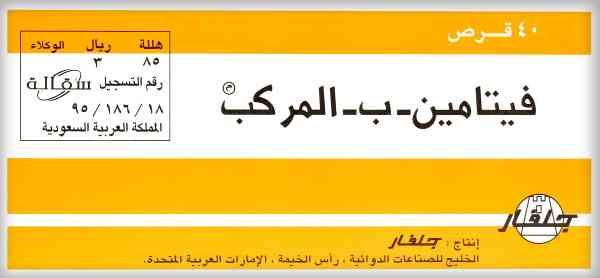 ٤٠ قرص
هللة ريال الوكلاء
٨٥ ٣
رقم التسجيل سقالة
١٨ / ١٨٦ / ٩٥
المملكة العربية السعودية
فيتامين-ب-المركب
جلفار
إنتاج : جلفار
الخليج للصناعات الدوائية ، رأس الخيمة ، الإمارات العربية المتحدة.